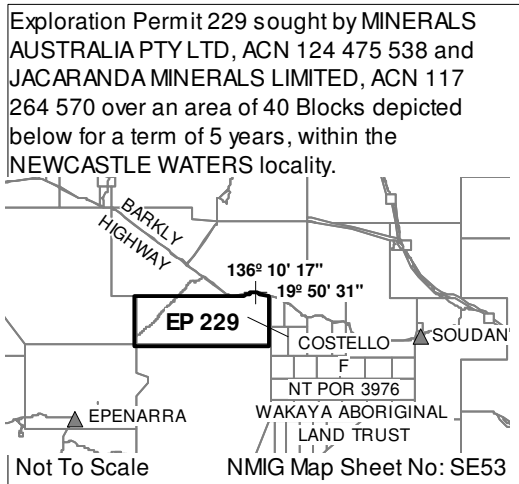 Exploration Permit 229 sought by MINERALS
AUSTRALIA PTY LTD, ACN 124 475 538 and
JACARANDA MINERALS LIMITED, ACN 117
264 570 over an area of 40 Blocks depicted
below for a term of 5 years, within the
NEWCASTLE WATERS locality.
BARKLY
HIGHWAY
136º 10' 17"
19º 50' 31"
EP 229
COSTELLO
SOUDAN
F
NT POR 3976
EPENARRA
WAKAYA ABORIGINAL
LAND TRUST
Not To Scale
NMIG Map Sheet No: SE53